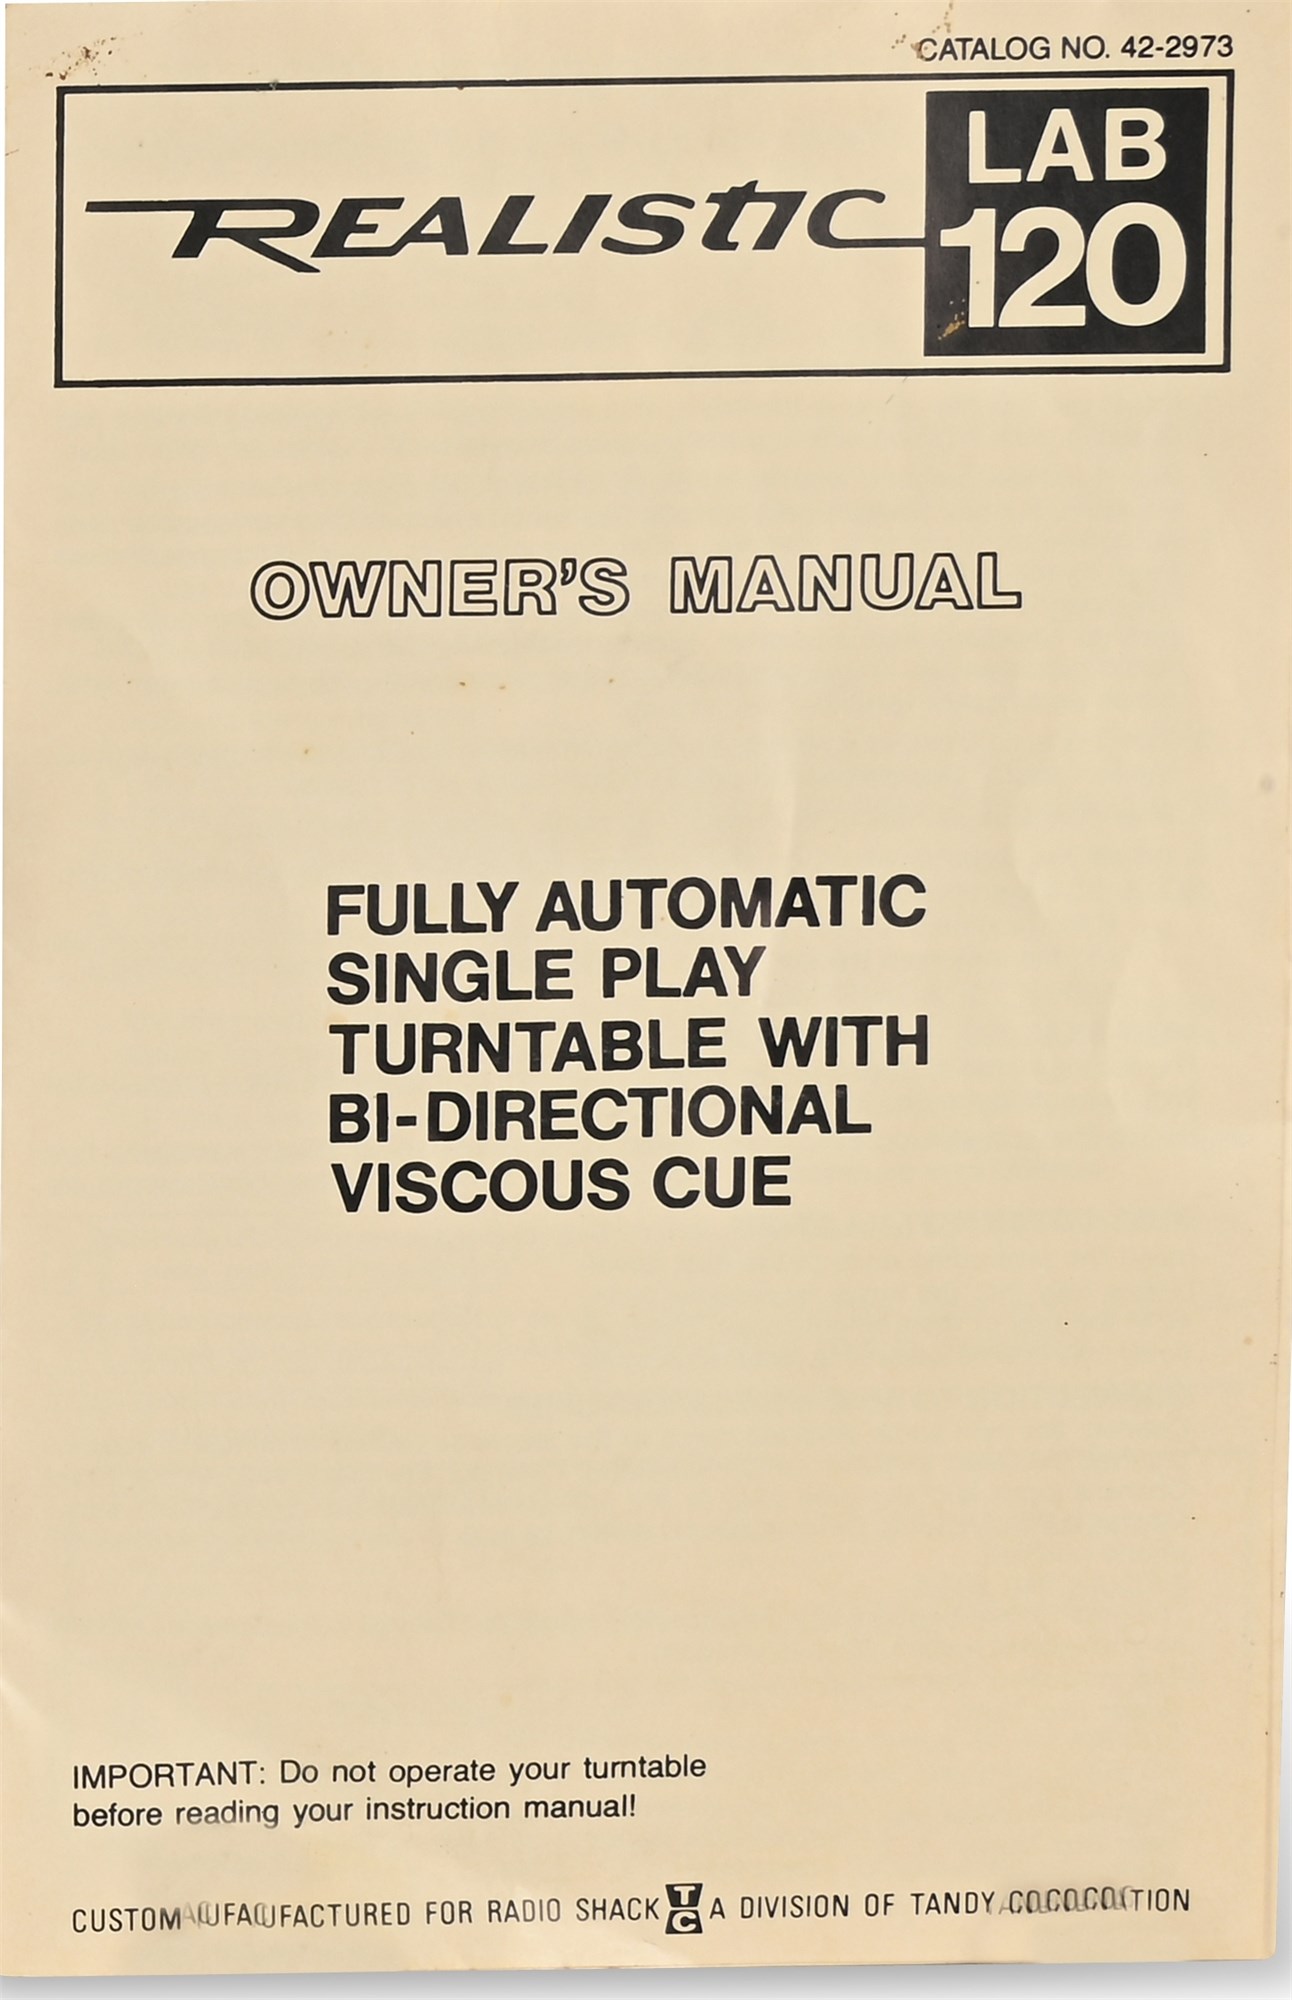 CATALOG NO. 42-2973
REALISTIC
LAB
120
OWNER'S MANUAL
FULLY AUTOMATIC
SINGLE PLAY
TURNTABLE WITH
BI-DIRECTIONAL
VISCOUS CUE
IMPORTANT: Do not operate your turntable
before reading your instruction manual!
FOR RADIO SHACK TC A DIVISION OF TANDY